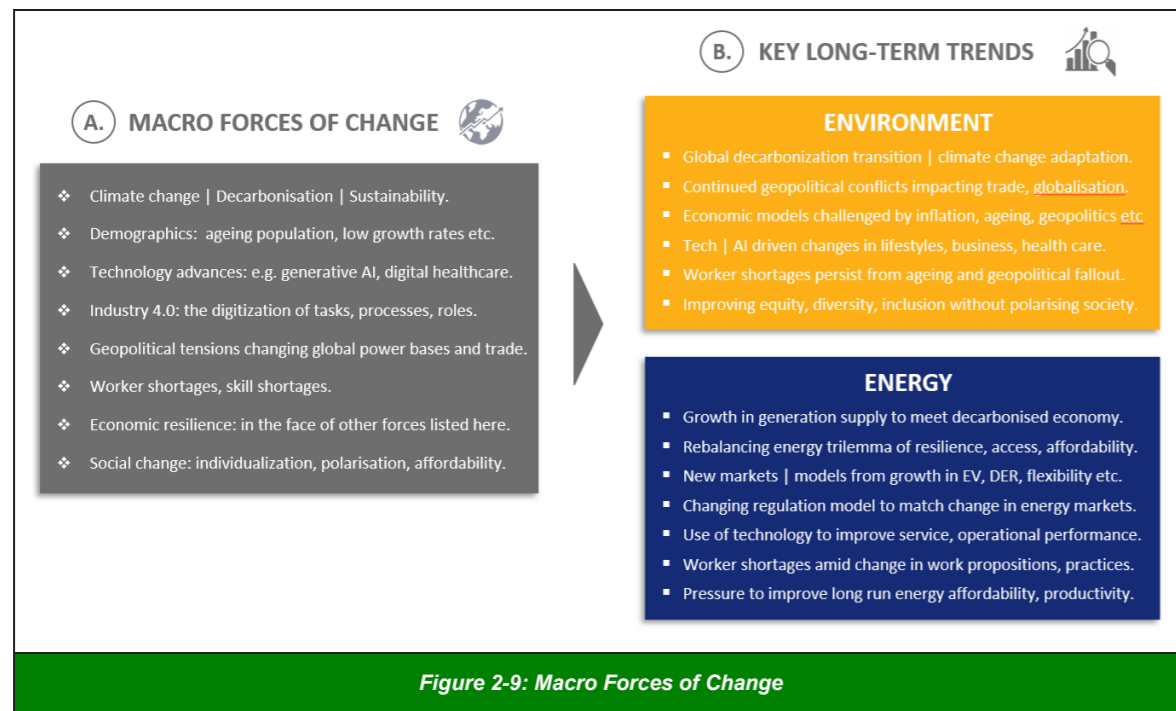 A. MACRO FORCES OF CHANGE
❖ Climate change | Decarbonisation | Sustainability.
❖ Demographics: ageing population, low growth rates etc.
❖ Technology advances: e.g. generative AI, digital healthcare.
❖ Industry 4.0: the digitization of tasks, processes, roles.
❖ Geopolitical tensions changing global power bases and trade.
❖ Worker shortages, skill shortages.
❖ Economic resilience: in the face of other forces listed here.
❖ Social change: individualization, polarisation, affordability.
B. KEY LONG-TERM TRENDS
ENVIRONMENT
▪ Global decarbonization transition | climate change adaptation.
▪ Continued geopolitical conflicts impacting trade, globalisation.
▪ Economic models challenged by inflation, ageing, geopolitics etc
▪ Tech | AI driven changes in lifestyles, business, health care.
▪ Worker shortages persist from ageing and geopolitical fallout.
▪ Improving equity, diversity, inclusion without polarising society.
ENERGY
▪ Growth in generation supply to meet decarbonised economy.
▪ Rebalancing energy trilemma of resilience, access, affordability.
▪ New markets | models from growth in EV, DER, flexibility etc.
▪ Changing regulation model to match change in energy markets.
▪ Use of technology to improve service, operational performance.
▪ Worker shortages amid change in work propositions, practices.
▪ Pressure to improve long run energy affordability, productivity.
Figure 2-9: Macro Forces of Change